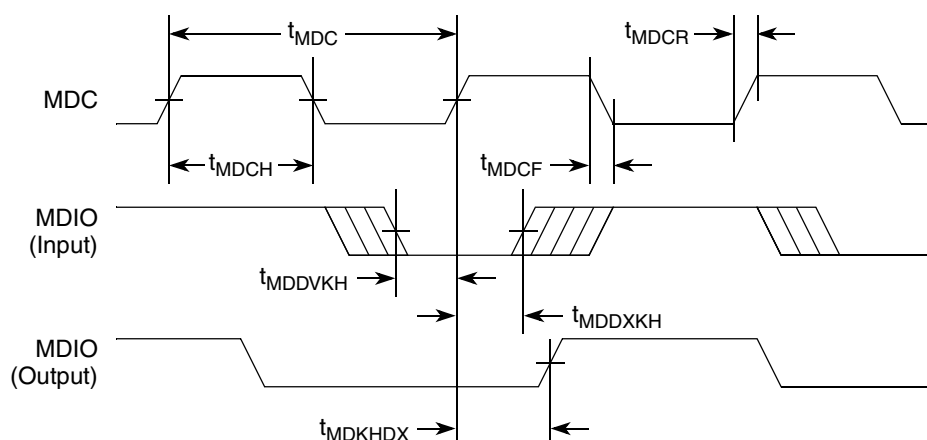 tMDC
tMDCR
MDC
tMDCH
tMDCF
MDIO
(Input)
tMDDVKH
tMDDXKH
MDIO
(Output)
tMDKHDX